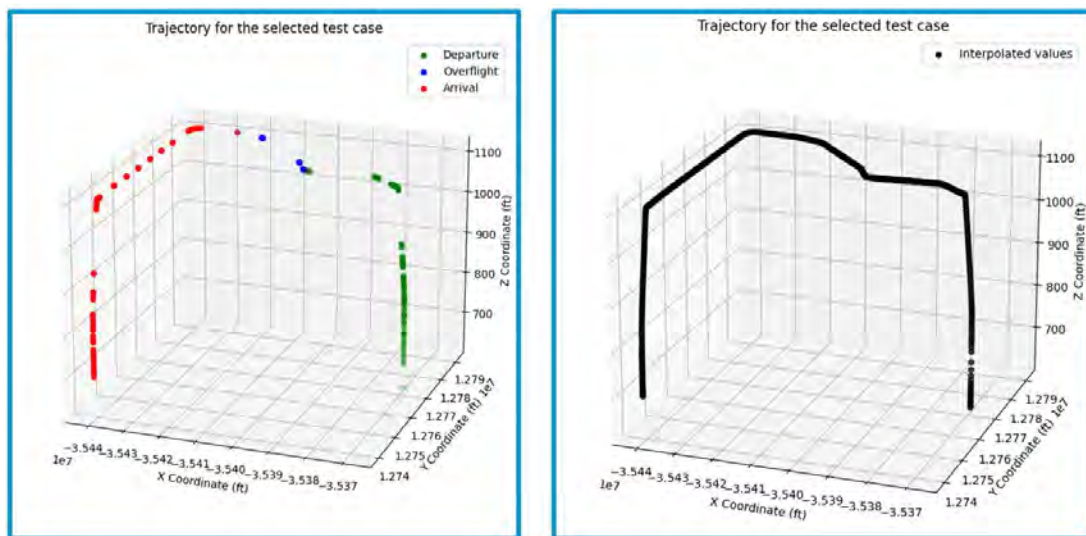 Trajectory for the selected test case
Departure
Overflight
Arrival
1100
1000
900
800
700
Z Coordinate (ft)
1.279
1.278
1.277
1.276
1.275
1.274
1e7
Y Coordinate (ft)
−3.544
−3.543
−3.542
−3.541
−3.540
−3.539
−3.538
−3.537
1e7
X Coordinate (ft)
Trajectory for the selected test case
Interpolated values
1100
1000
900
800
700
Z Coordinate (ft)
1.279
1.278
1.277
1.276
1.275
1.274
1e7
Y Coordinate (ft)
−3.544
−3.543
−3.542
−3.541
−3.540
−3.539
−3.538
−3.537
1e7
X Coordinate (ft)